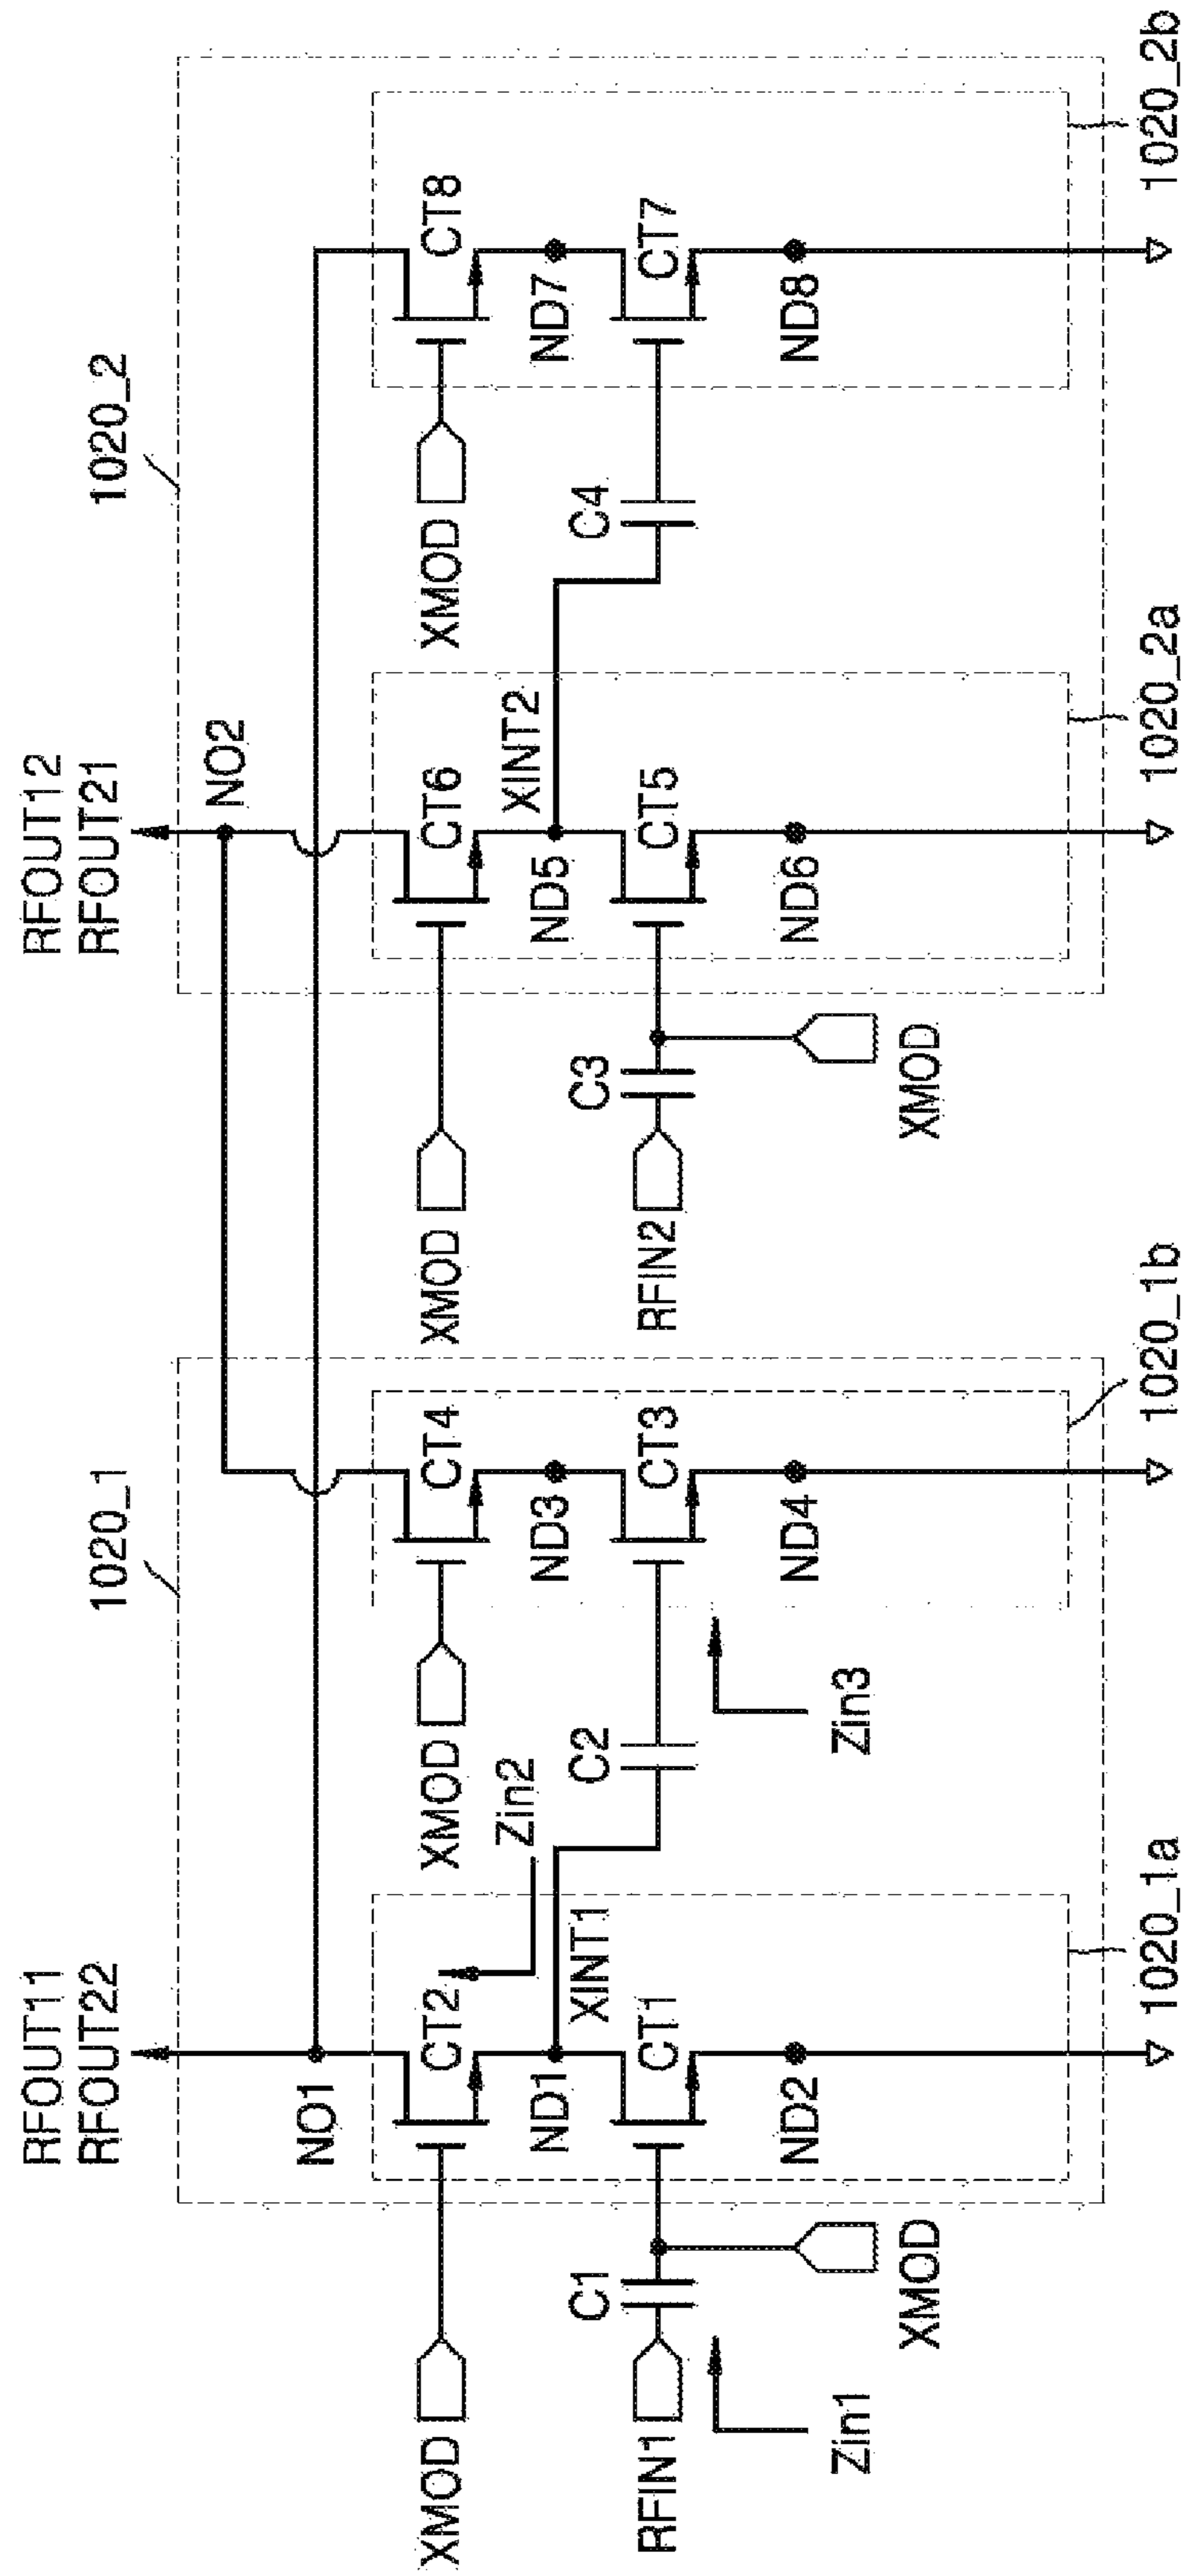 1020_1
1020_2
RFOUT11
RFOUT22
RFOUT12
RFOUT21
NO1
NO2
XMOD
CT2
Zin2
XMOD
CT4
XMOD
CT6
XMOD
CT8
ND1
XINT1
ND3
ND5
XINT2
ND7
RFIN1
C1
CT1
C2
CT3
RFIN2
C3
CT5
C4
CT7
Zin1
XMOD
ND2
Zin3
ND4
XMOD
ND6
ND8
1020_1a
1020_1b
1020_2a
1020_2b